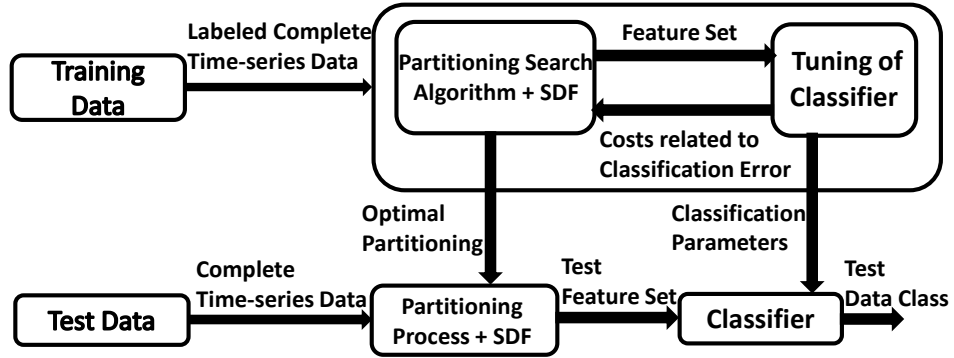 Labeled Complete
Time-series Data
Training
Data
Partitioning Search
Algorithm + SDF
Feature Set
Tuning of
Classifier
Costs related to
Classification Error
Optimal
Partitioning
Classification
Parameters
Complete
Time-series Data
Test Data
Partitioning
Process + SDF
Test
Feature Set
Classifier
Test
Data Class